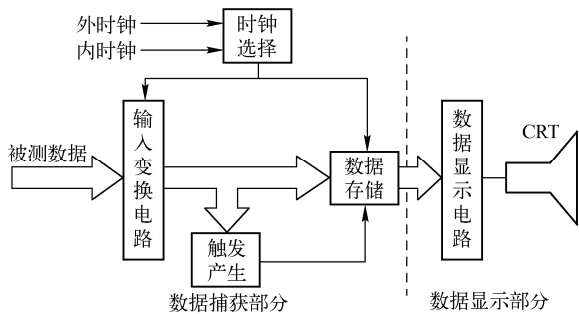 外时钟
内时钟
时钟
选择
被测数据
输入变换电路
触发
产生
数据
存储
数据显示电路
CRT
数据捕获部分
数据显示部分